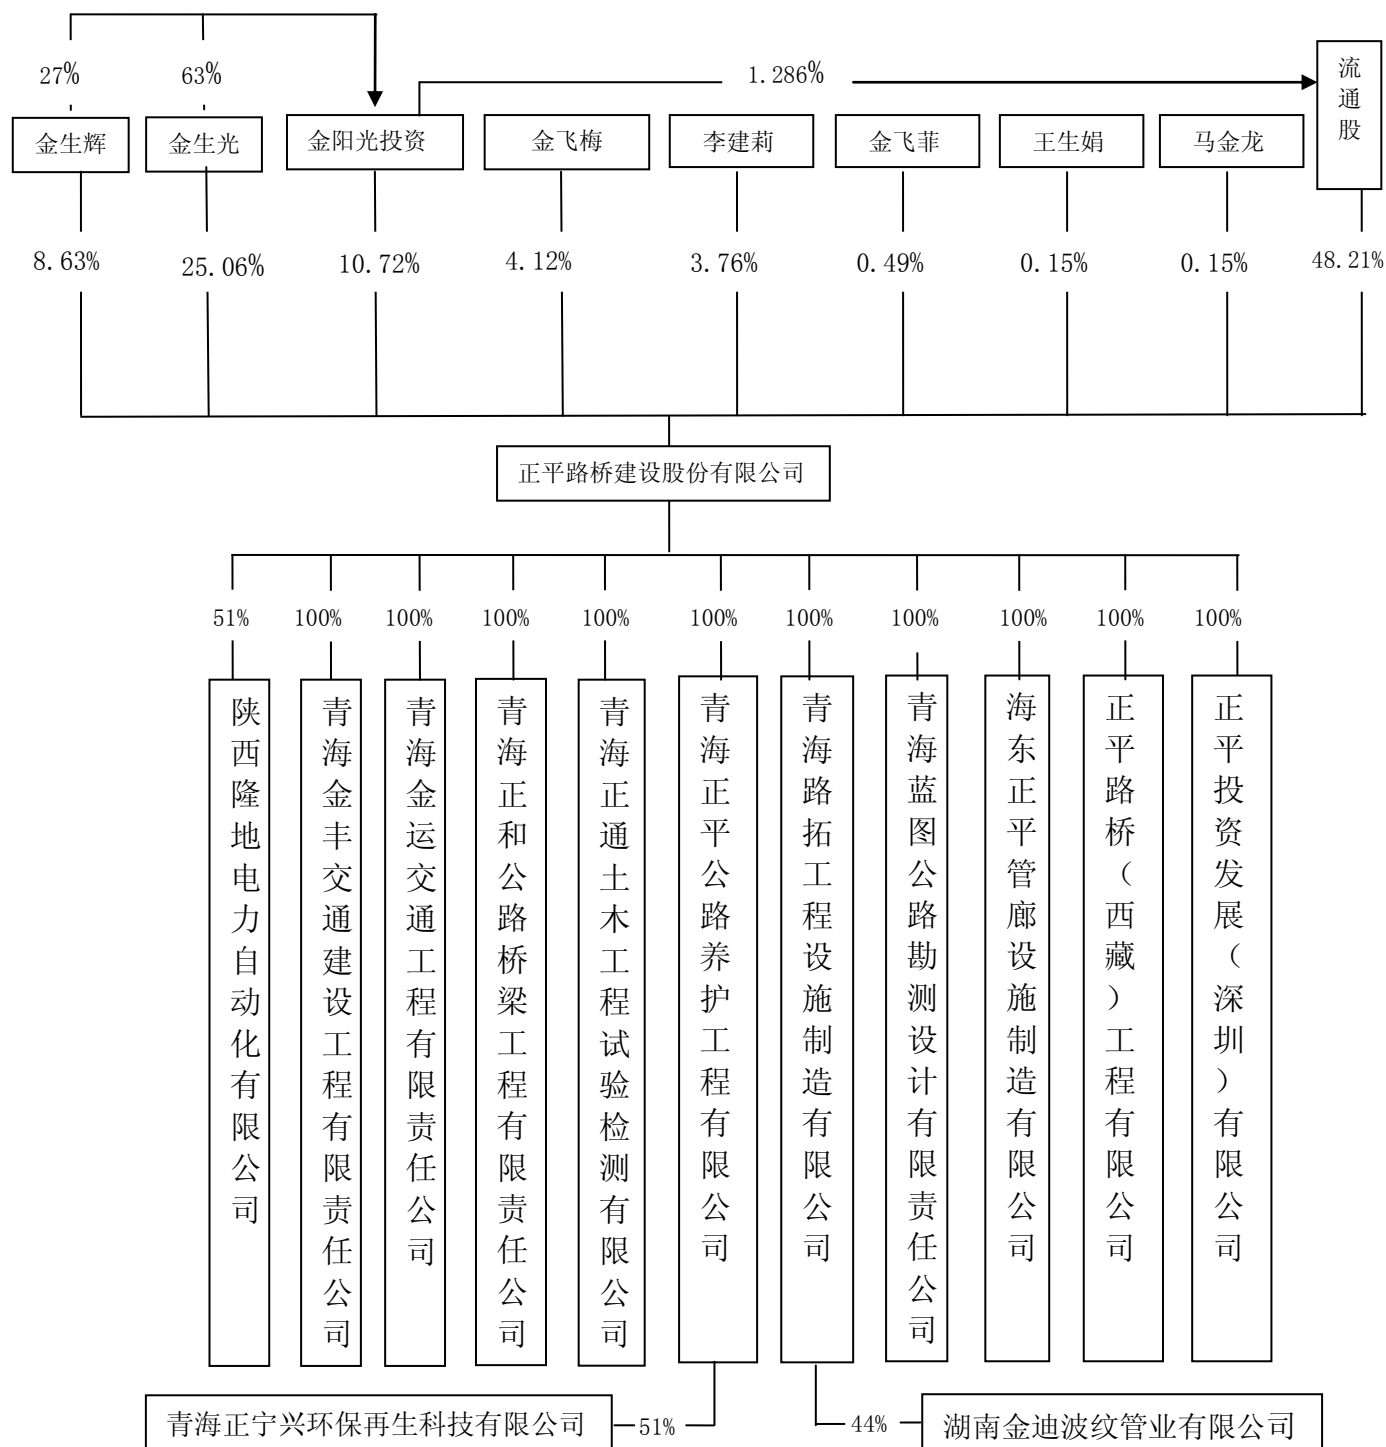 27%
63%
1.286%
流通股
金生辉
金生光
金阳光投资
金飞梅
李建莉
金飞菲
王生娟
马金龙
8.63%
25.06%
10.72%
4.12%
3.76%
0.49%
0.15%
0.15%
48.21%
正平路桥建设股份有限公司
51%
100%
100%
100%
100%
100%
100%
100%
100%
100%
100%
陕西隆地电力自动化有限公司
青海金丰交通建设工程有限责任公司
青海金运交通工程有限责任公司
青海正和公路桥梁工程有限责任公司
青海正通土木工程试验检测有限公司
青海正平公路养护工程有限公司
青海路拓工程设施制造有限公司
青海蓝图公路勘测设计有限责任公司
海东正平管廊设施制造有限公司
正平路桥（西藏）工程有限公司
正平投资发展（深圳）有限公司
青海正宁兴环保再生科技有限公司
51%
44%
湖南金迪波纹管业有限公司